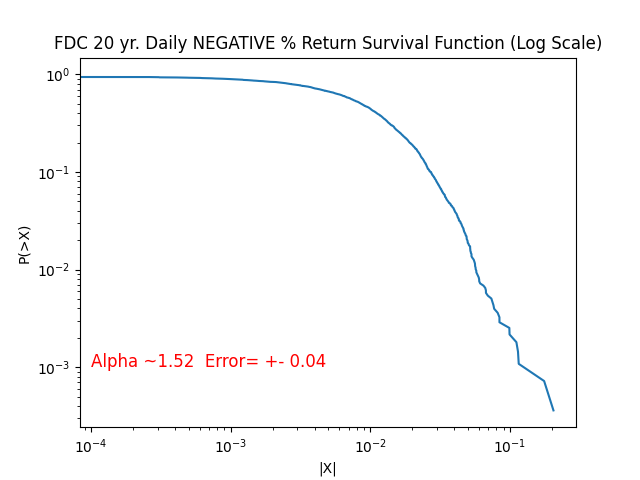 FDC 20 yr. Daily NEGATIVE % Return Survival Function (Log Scale)
10⁰
10⁻¹
10⁻²
10⁻³
P(>X)
Alpha ~1.52  Error= +- 0.04
10⁻⁴ 10⁻³ 10⁻² 10⁻¹
|X|